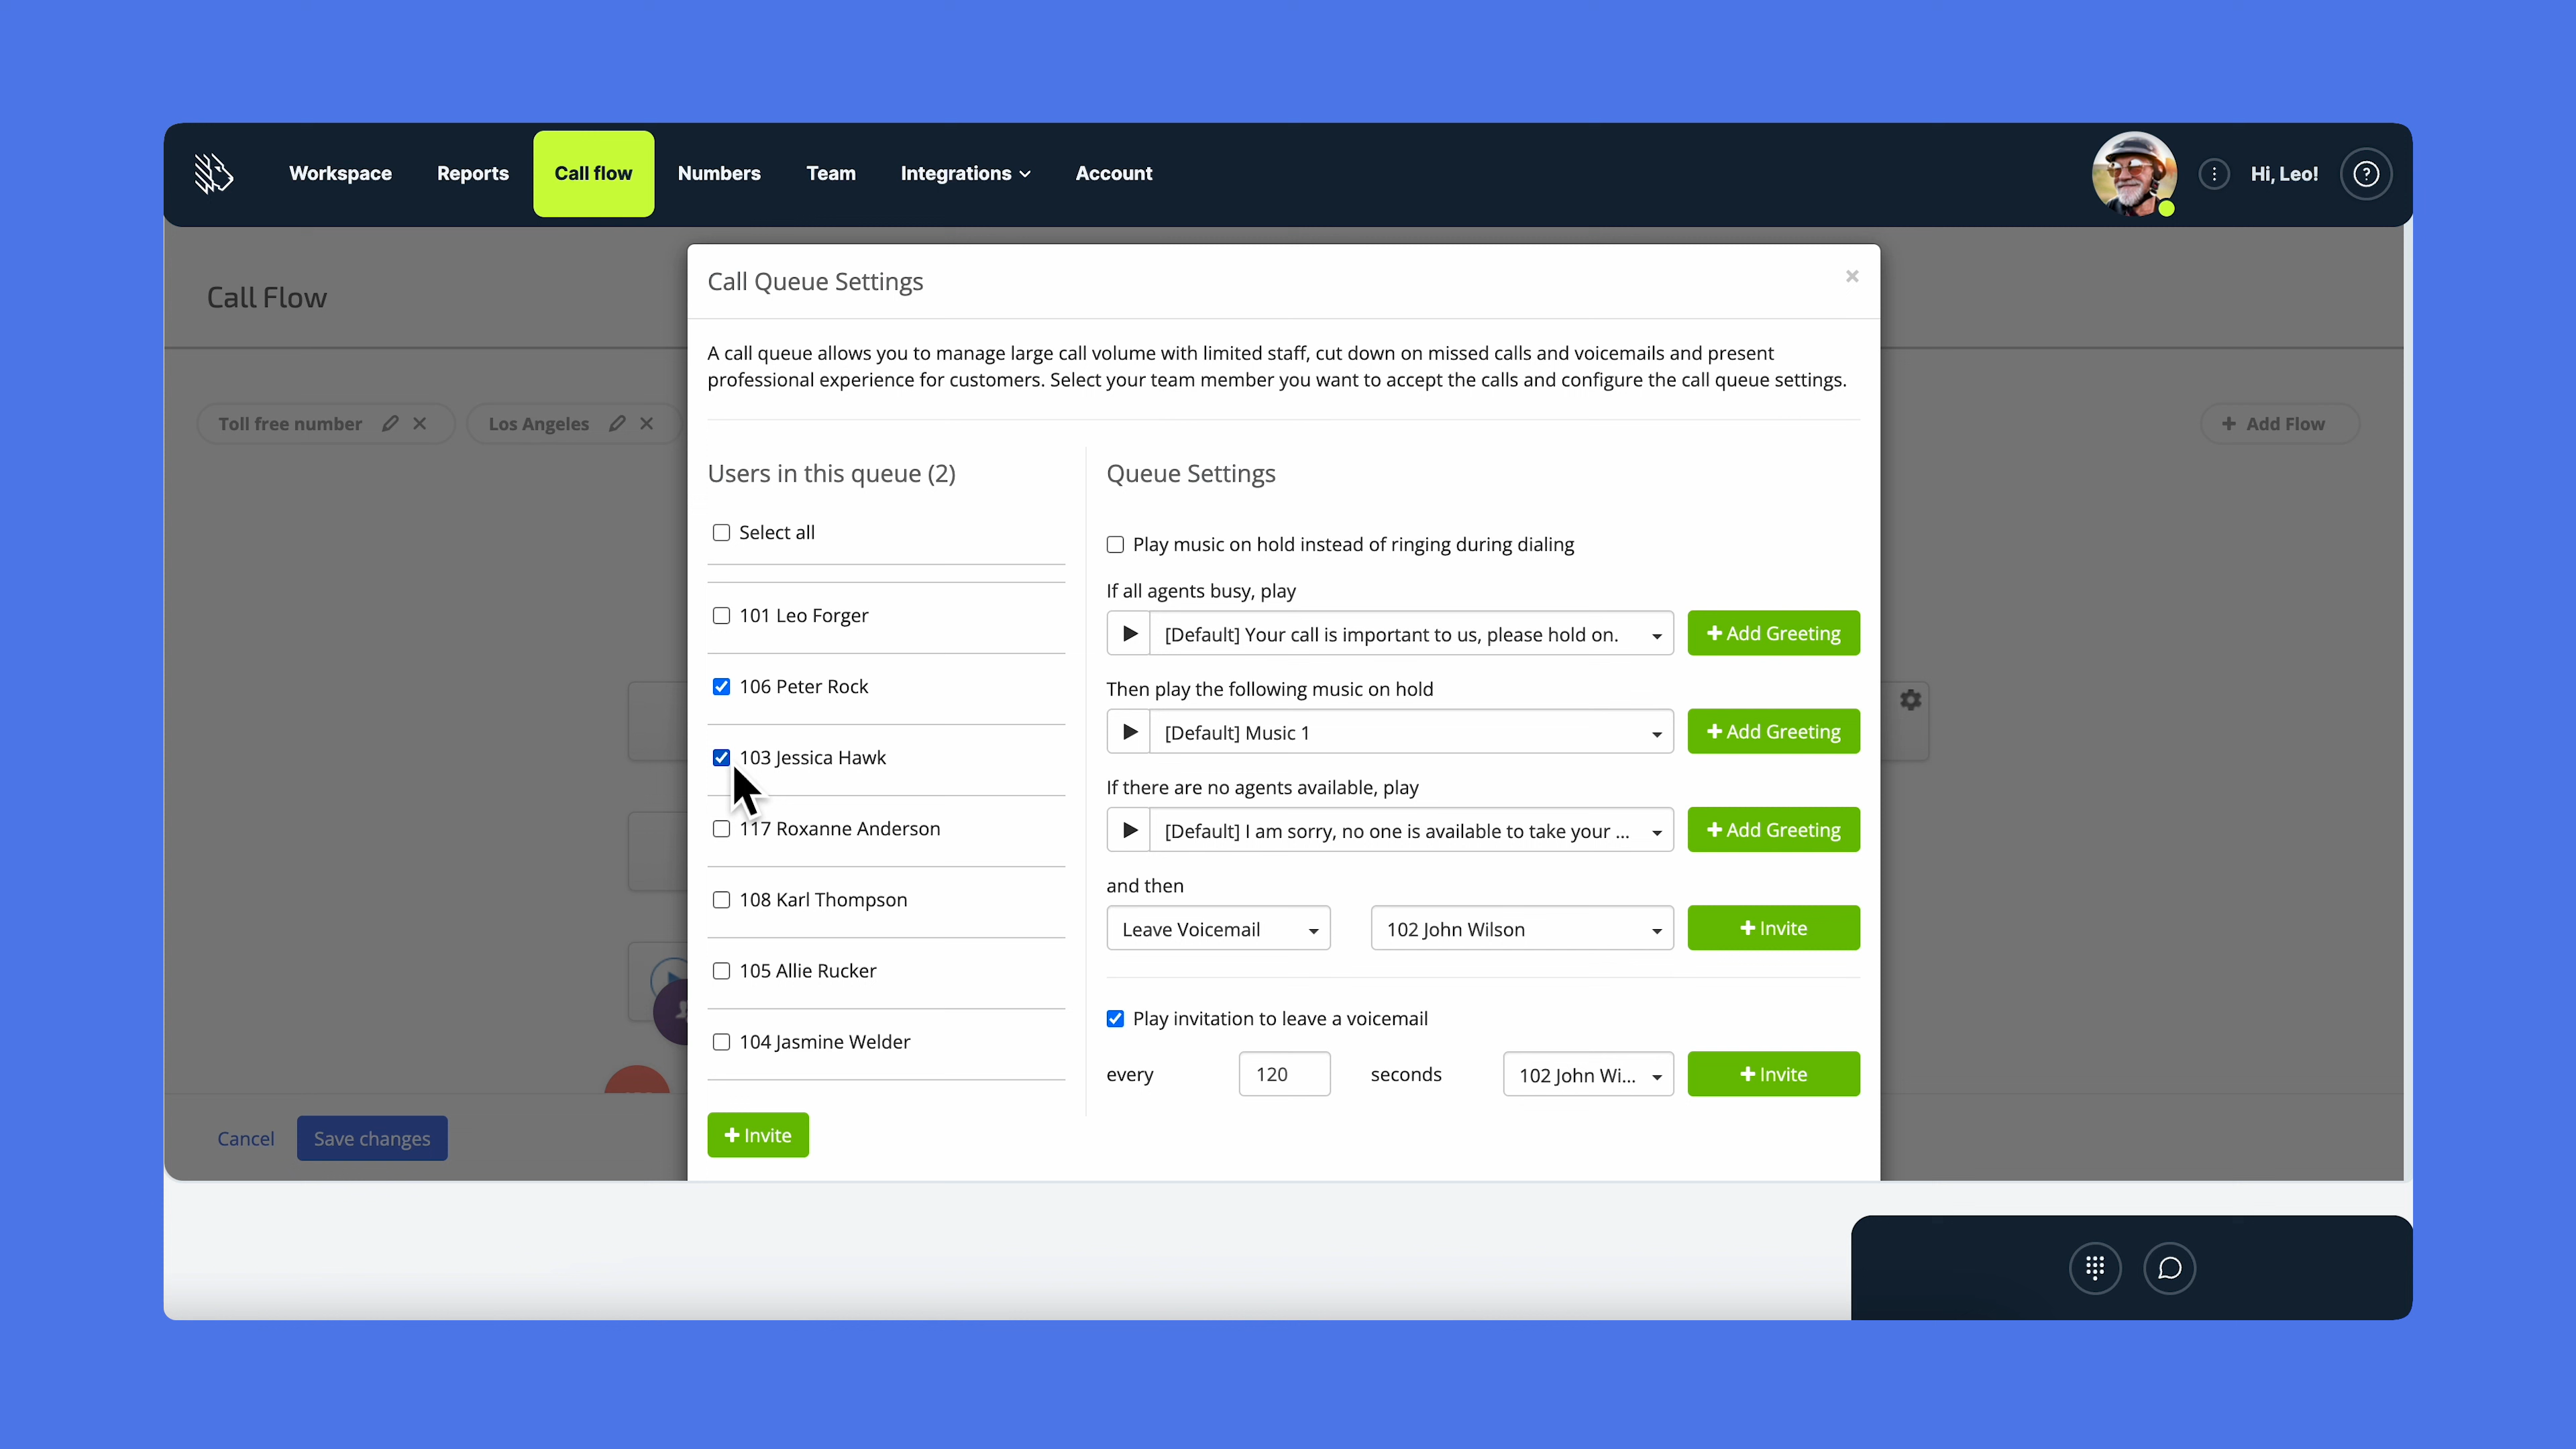 Workspace Reports Call flow Numbers Team Integrations Account Hi, Leo! ?
Call Flow
Toll free number Los Angeles + Add Flow
Call Queue Settings ×
A call queue allows you to manage large call volume with limited staff, cut down on missed calls and voicemails and present
professional experience for customers. Select your team member you want to accept the calls and configure the call queue settings.
Users in this queue (2)
Select all
101 Leo Forger
106 Peter Rock
103 Jessica Hawk
117 Roxanne Anderson
108 Karl Thompson
105 Allie Rucker
104 Jasmine Welder
+ Invite
Queue Settings
Play music on hold instead of ringing during dialing
If all agents busy, play
[Default] Your call is important to us, please hold on. + Add Greeting
Then play the following music on hold
[Default] Music 1 + Add Greeting
If there are no agents available, play
[Default] I am sorry, no one is available to take your ... + Add Greeting
and then
Leave Voicemail 102 John Wilson + Invite
Play invitation to leave a voicemail
every 120 seconds 102 John Wi... + Invite
Cancel Save changes